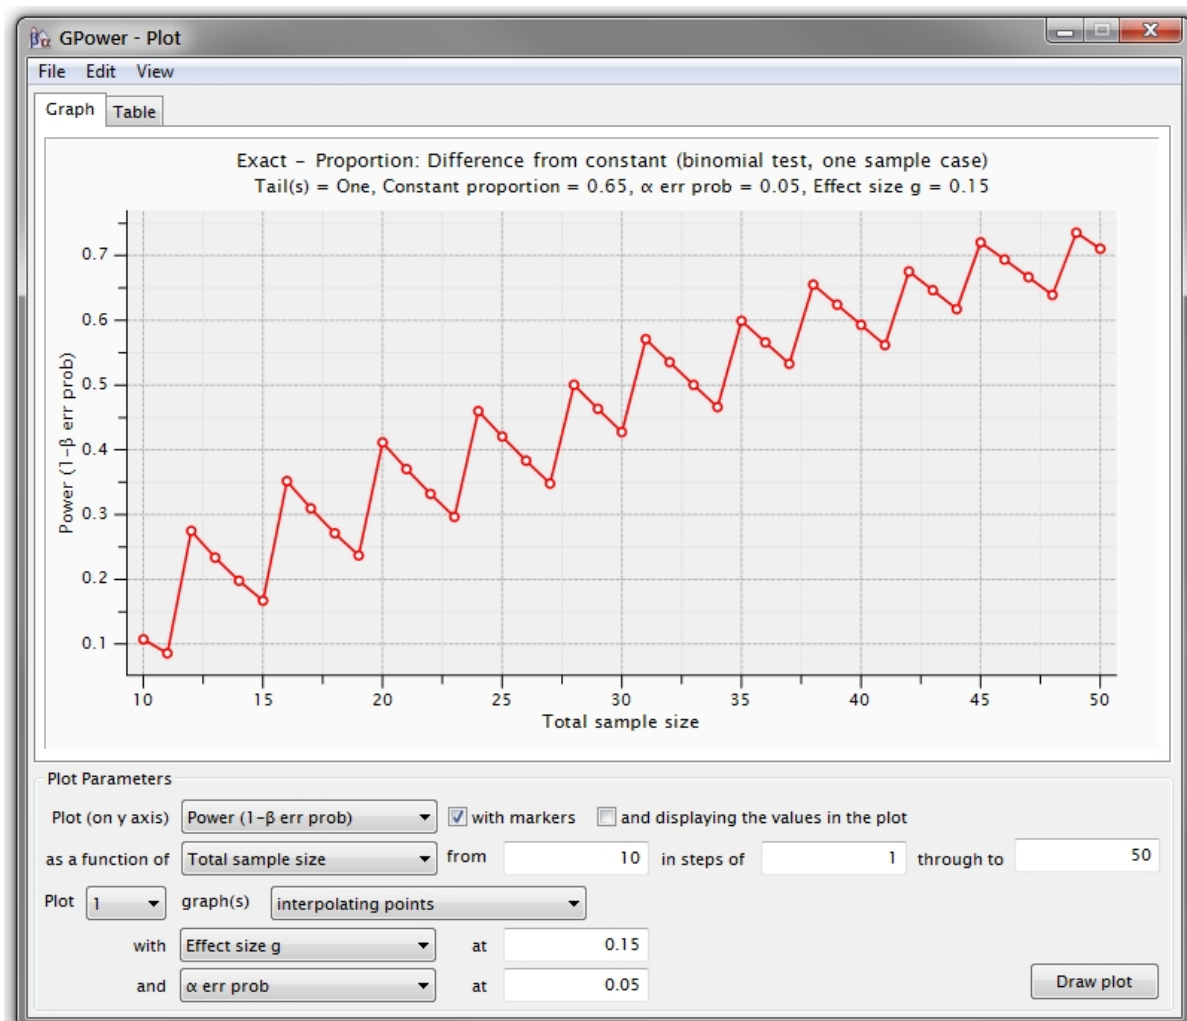 GPower - Plot
File Edit View
Graph Table
Exact – Proportion: Difference from constant (binomial test, one sample case)
Tail(s) = One, Constant proportion = 0.65, α err prob = 0.05, Effect size g = 0.15
0.7
0.6
0.5
0.4
0.3
0.2
0.1
Power (1-β err prob)
10 15 20 25 30 35 40 45 50
Total sample size
Plot Parameters
Plot (on y axis) Power (1-β err prob) with markers and displaying the values in the plot
as a function of Total sample size from 10 in steps of 1 through to 50
Plot 1 graph(s) interpolating points
with Effect size g at 0.15
and α err prob at 0.05
Draw plot